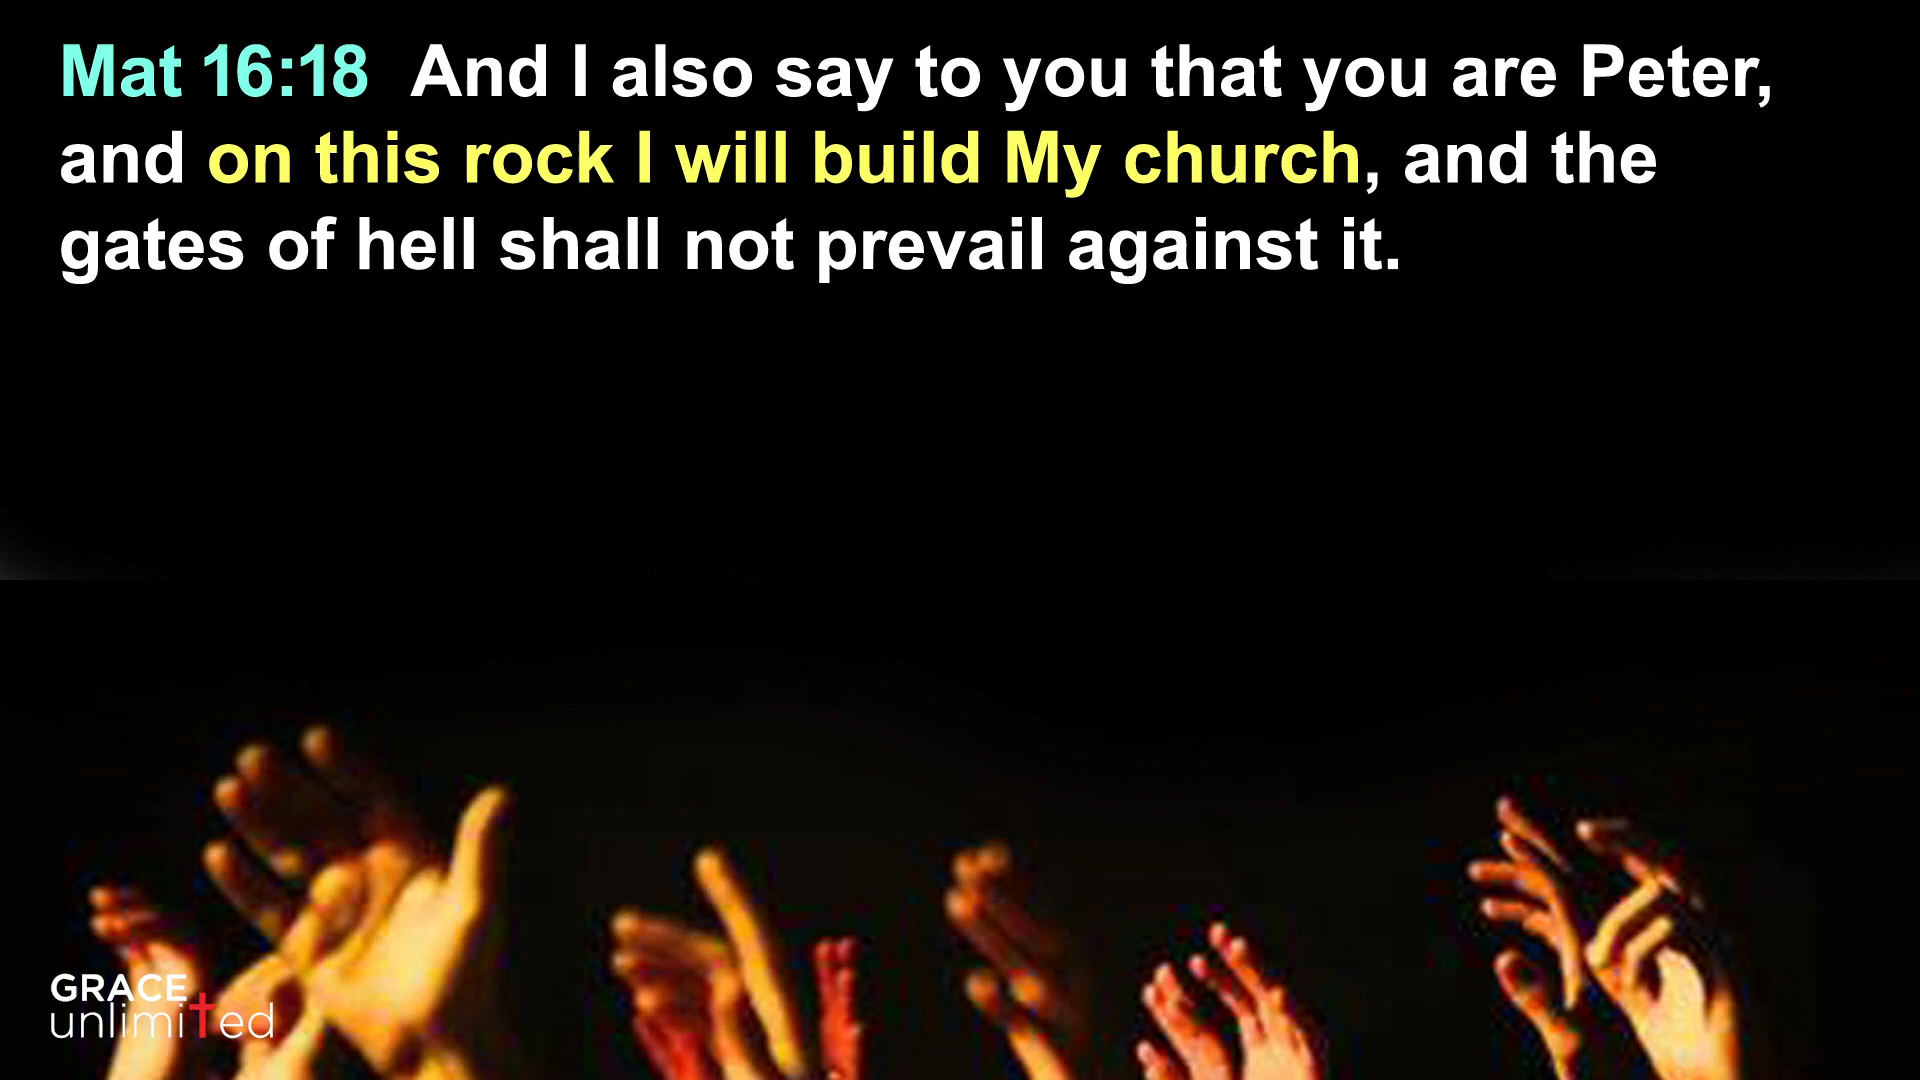 Mat 16:18  And I also say to you that you are Peter,
and on this rock I will build My church, and the
gates of hell shall not prevail against it.
GRACE
unlimited